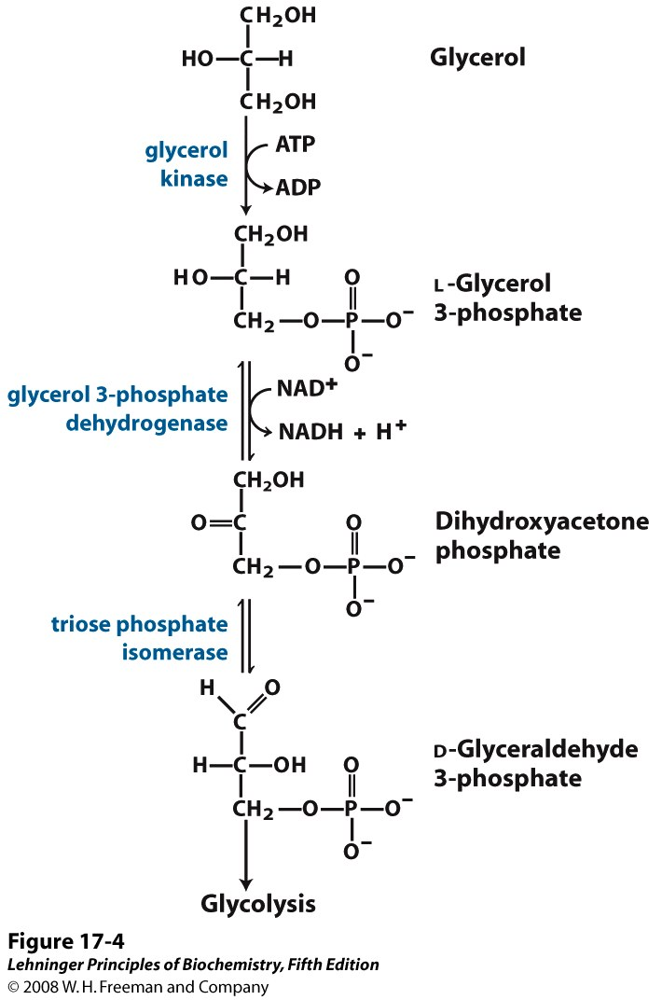 CH₂OH
HO—C—H
Glycerol
CH₂OH
glycerol
kinase
ATP
ADP
CH₂OH
HO—C—H
O
CH₂—O—P—O⁻
O⁻
L-Glycerol
3-phosphate
glycerol 3-phosphate
dehydrogenase
NAD⁺
NADH + H⁺
CH₂OH
O=C
O
CH₂—O—P—O⁻
O⁻
Dihydroxyacetone
phosphate
triose phosphate
isomerase
H O
C
H—C—OH
O
CH₂—O—P—O⁻
O⁻
D-Glyceraldehyde
3-phosphate
Glycolysis
Figure 17-4
Lehninger Principles of Biochemistry, Fifth Edition
© 2008 W. H. Freeman and Company